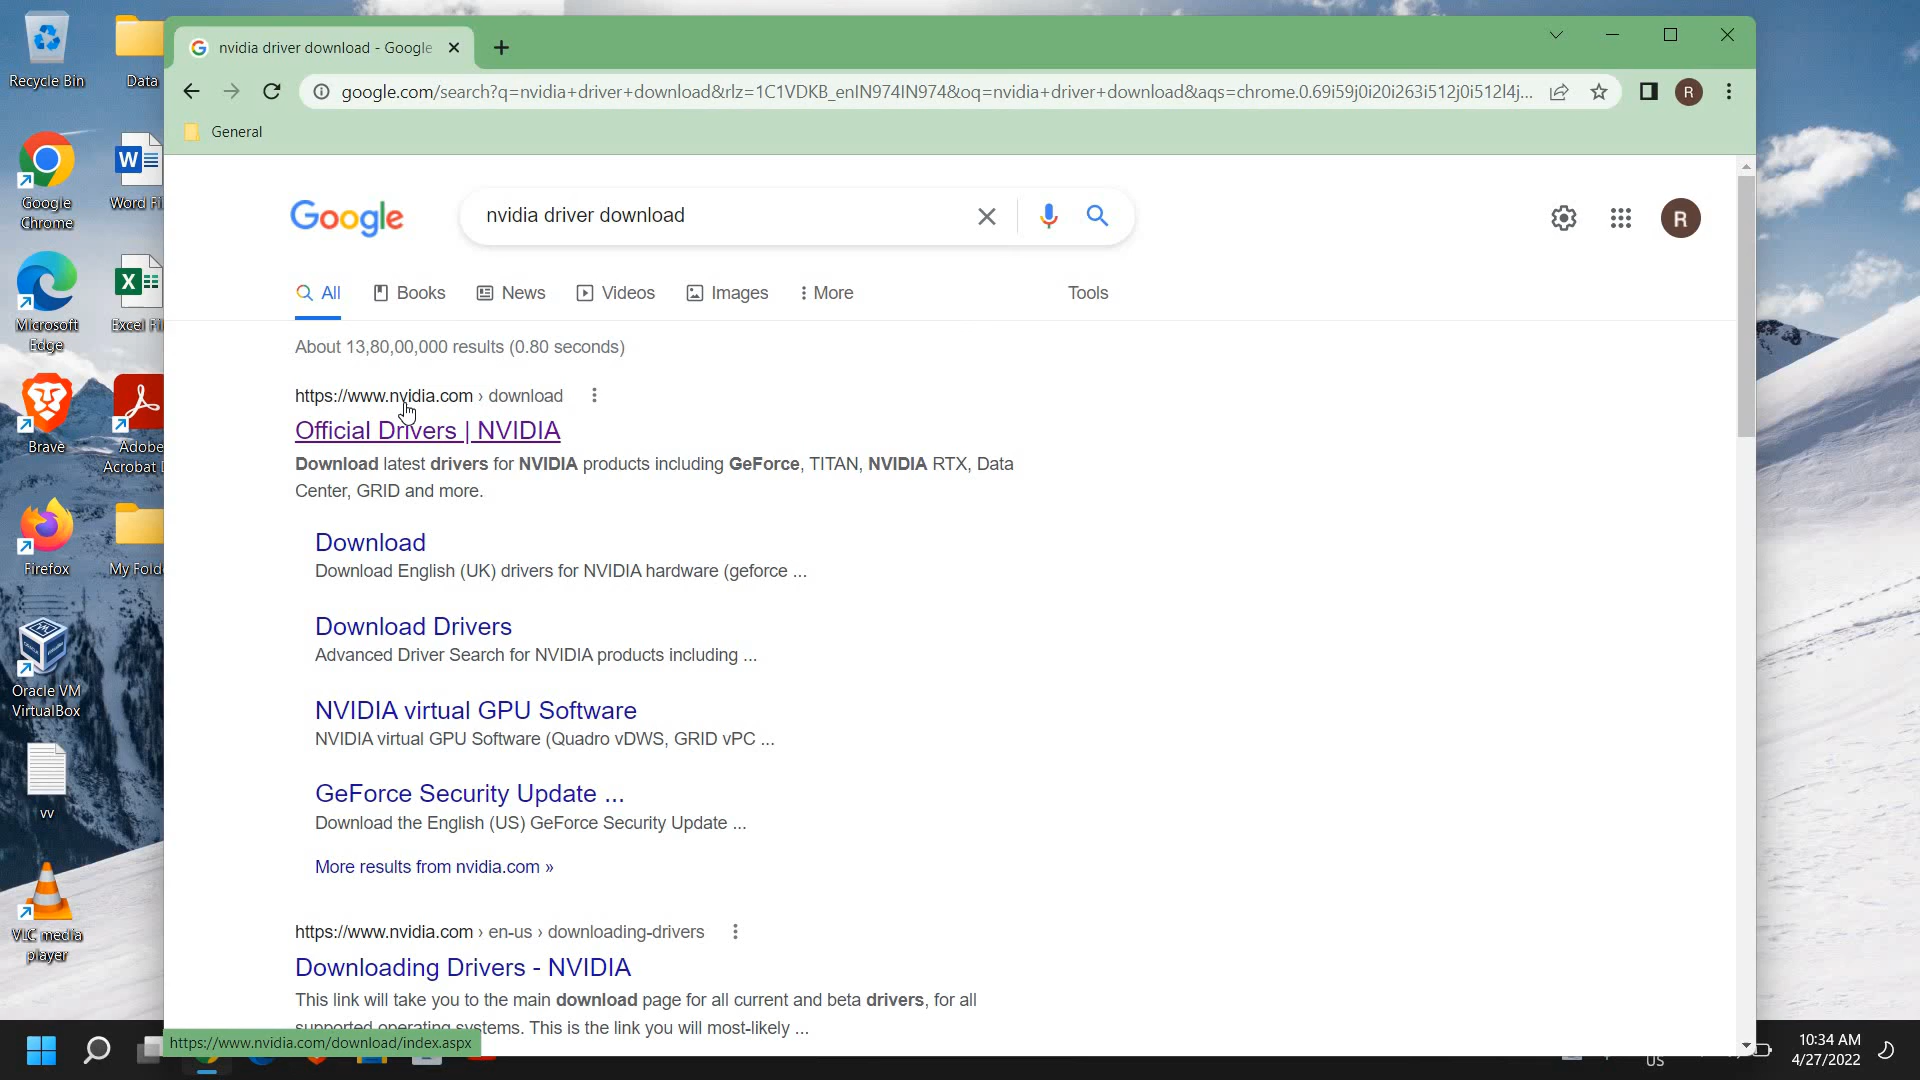 Recycle Bin
Data
nvidia driver download - Google
google.com/search?q=nvidia+driver+download&rlz=1C1VDKB_enIN974IN974&oq=nvidia+driver+download&aqs=chrome.0.69i59j0i20i263i512j0i512l4j...
R
General
Google
Chrome
Word Fi
Google
nvidia driver download
R
All
Books
News
Videos
Images
More
Tools
Microsoft
Edge
Excel Fi
About 13,80,00,000 results (0.80 seconds)
https://www.nvidia.com › download
Official Drivers | NVIDIA
Download latest drivers for NVIDIA products including GeForce, TITAN, NVIDIA RTX, Data
Center, GRID and more.
Brave
Adobe
Acrobat
Download
Download English (UK) drivers for NVIDIA hardware (geforce ...
Firefox
My Fold
Download Drivers
Advanced Driver Search for NVIDIA products including ...
Oracle VM
VirtualBox
NVIDIA virtual GPU Software
NVIDIA virtual GPU Software (Quadro vDWS, GRID vPC ...
GeForce Security Update ...
Download the English (US) GeForce Security Update ...
vv
More results from nvidia.com »
VLC media
player
https://www.nvidia.com › en-us › downloading-drivers
Downloading Drivers - NVIDIA
This link will take you to the main download page for all current and beta drivers, for all
supported operating systems. This is the link you will most-likely ...
https://www.nvidia.com/download/index.aspx
US
10:34 AM
4/27/2022